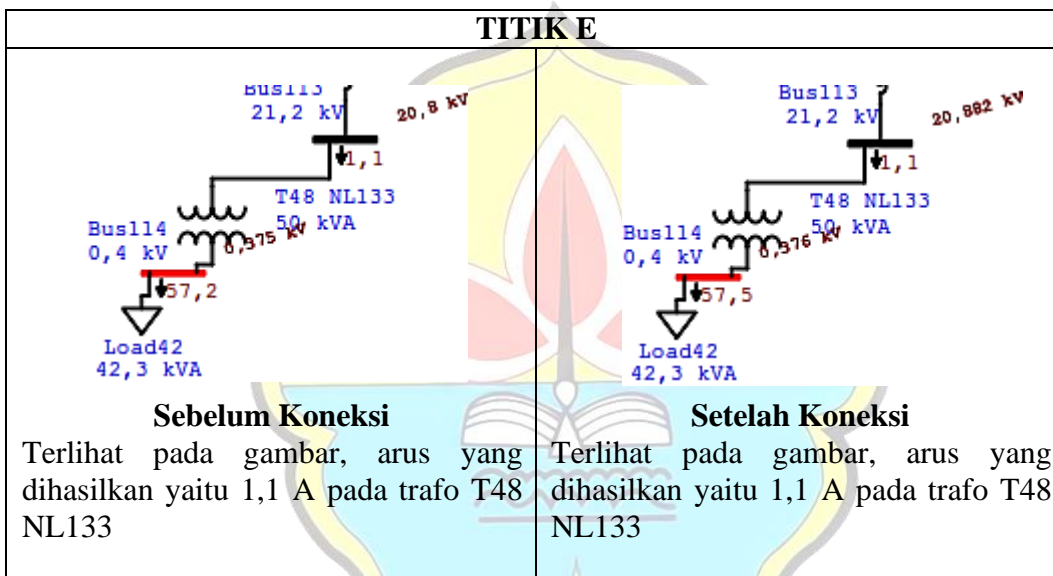 TITIK E
Bus113
21,2 kV
20,8 kV
1,1
T48 NL133
50 kVA
Bus114
0,4 kV
0,375 kV
57,2
Load42
42,3 kVA
Sebelum Koneksi
Terlihat pada gambar, arus yang
dihasilkan yaitu 1,1 A pada trafo T48
NL133
Bus113
21,2 kV
20,882 kV
1,1
T48 NL133
50 kVA
Bus114
0,4 kV
0,376 kV
57,5
Load42
42,3 kVA
Setelah Koneksi
Terlihat pada gambar, arus yang
dihasilkan yaitu 1,1 A pada trafo T48
NL133